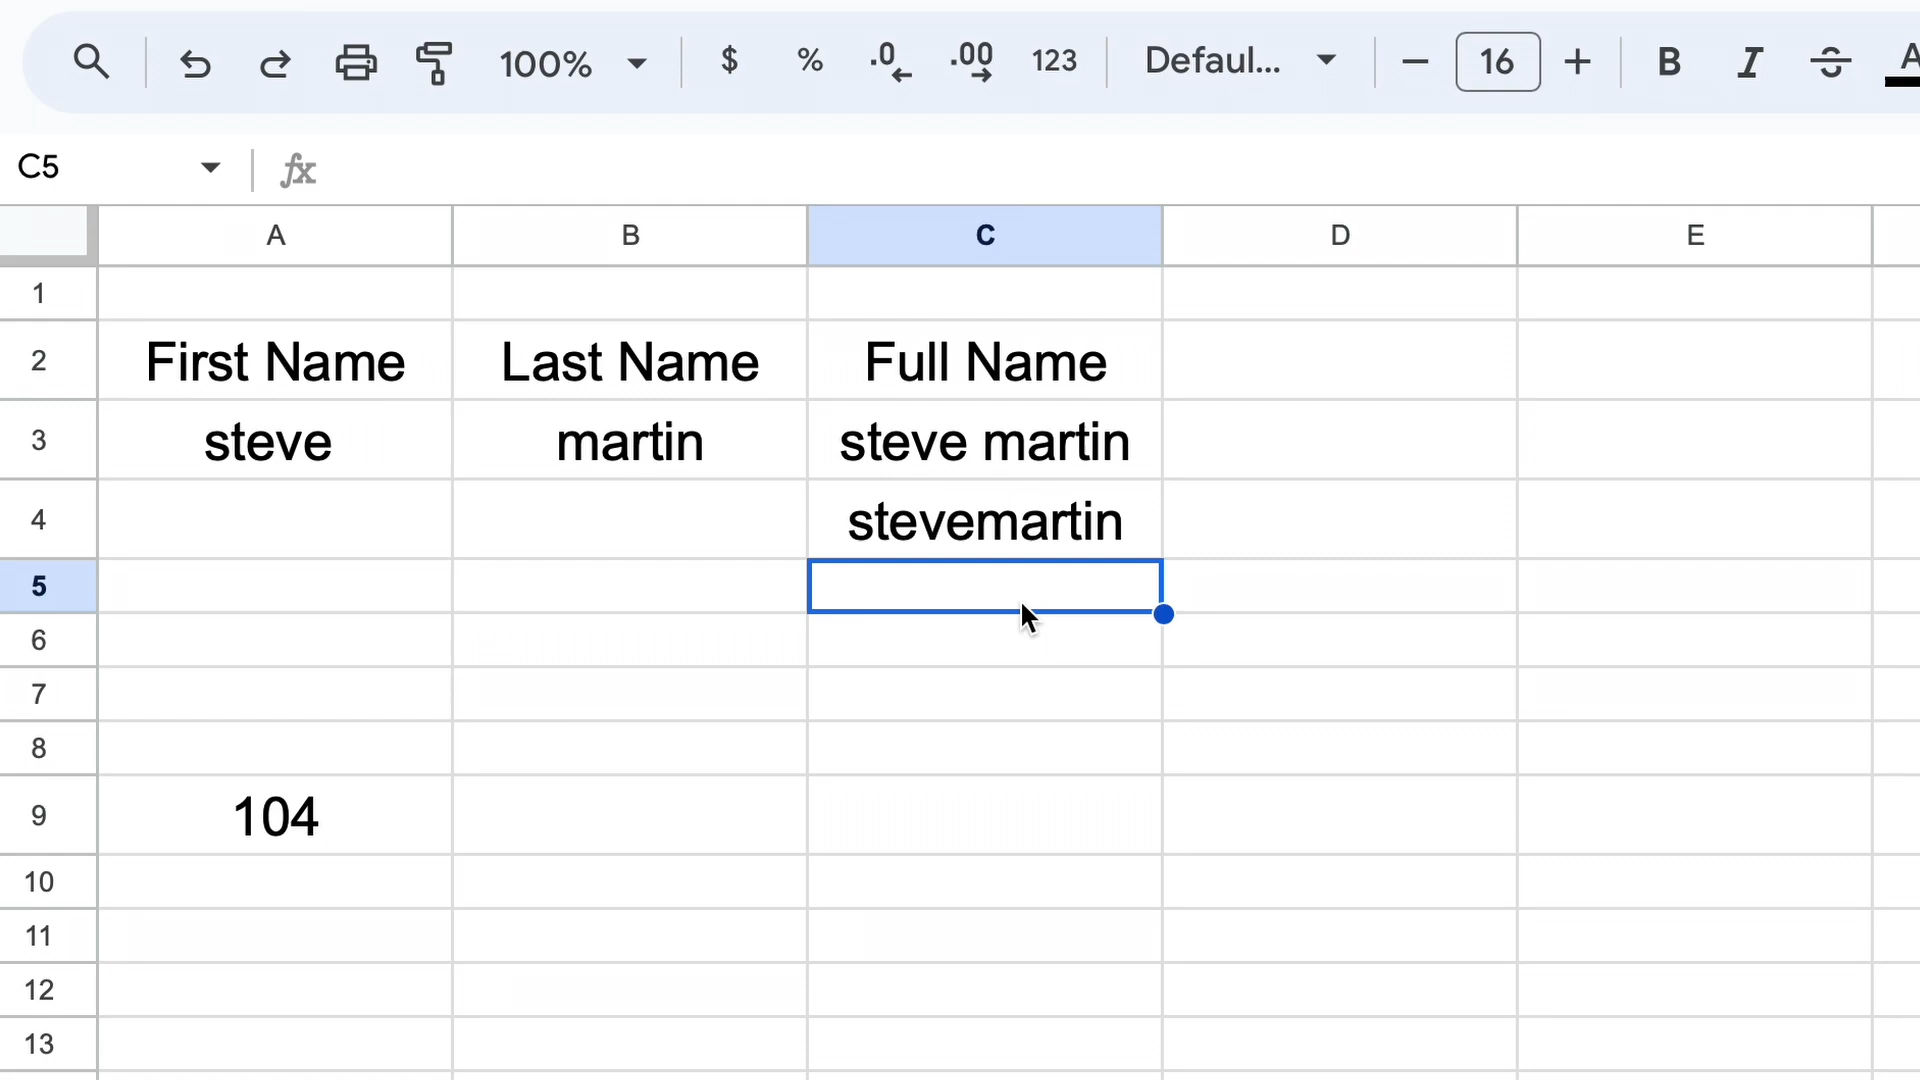 100% $ % .0 .00 123 Defaul... 16 B I S A
C5 fx
A B C D E
1
2 First Name Last Name Full Name
3 steve martin steve martin
4 stevemartin
5
6
7
8
9 104
10
11
12
13